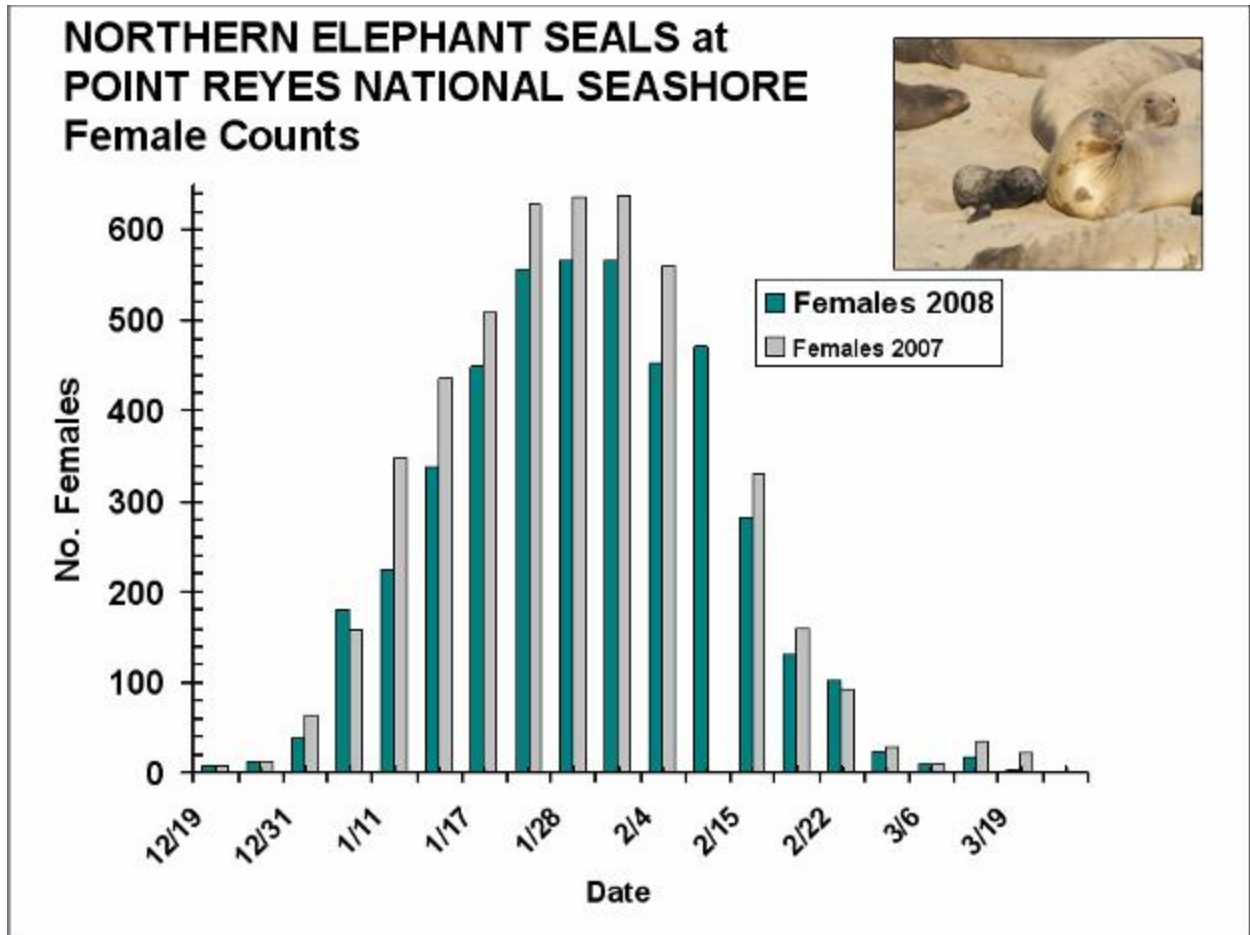 NORTHERN ELEPHANT SEALS at
POINT REYES NATIONAL SEASHORE
Female Counts
600
500
400
300
200
100
0
No. Females
Females 2008
Females 2007
12/19
12/31
1/11
1/17
1/28
2/4
2/15
2/22
3/6
3/19
Date